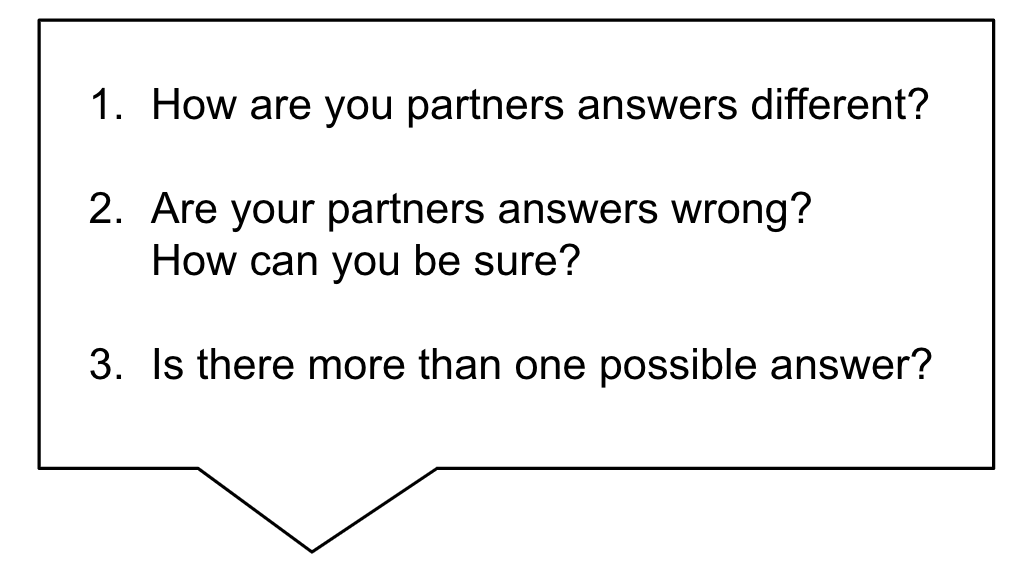 1. How are you partners answers different?
2. Are your partners answers wrong?
How can you be sure?
3. Is there more than one possible answer?